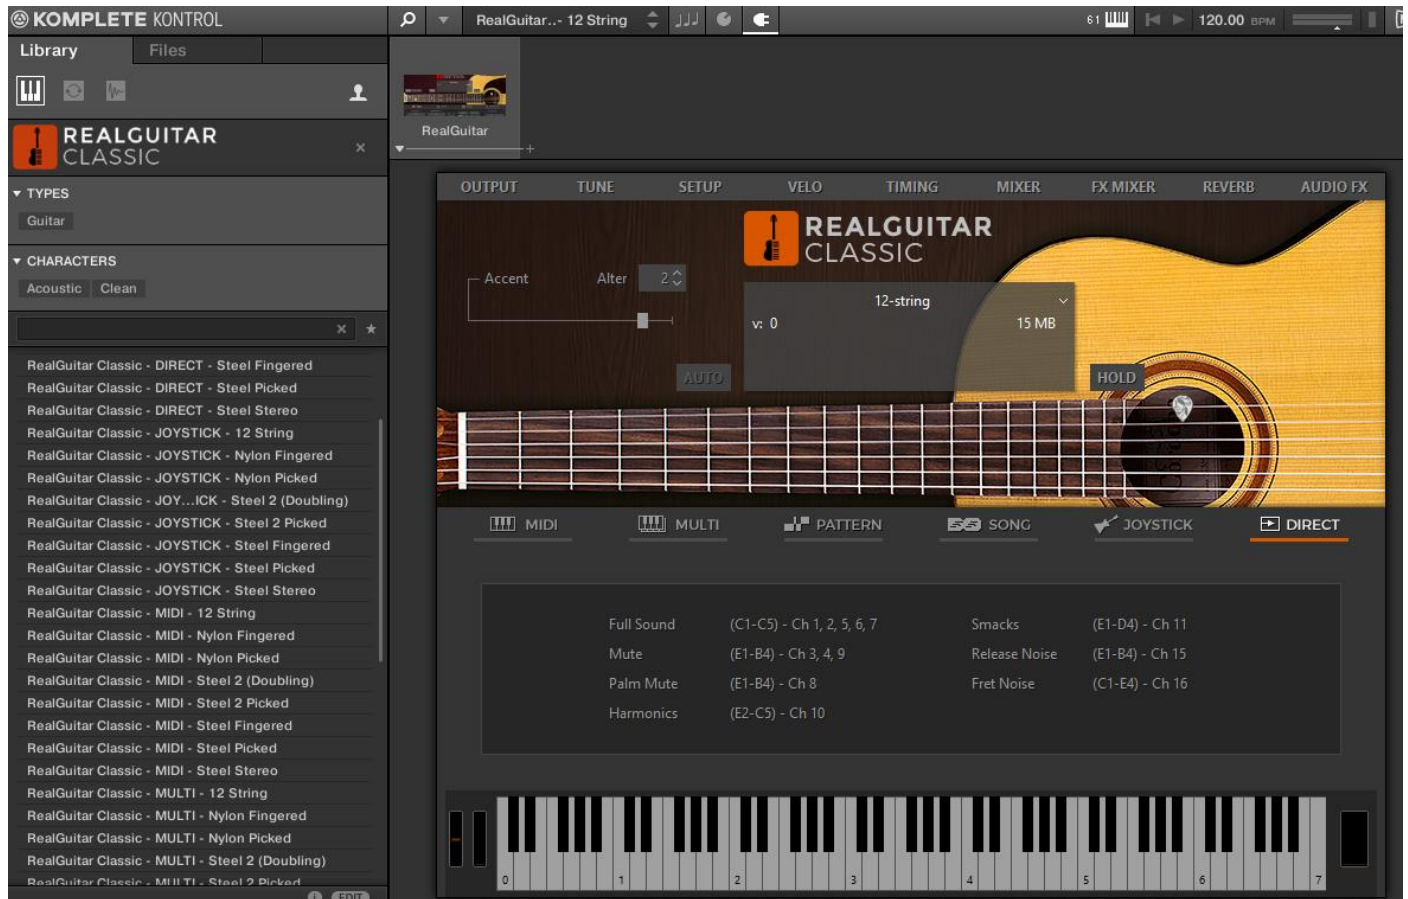 KOMPLETE KONTROL
RealGuitar..- 12 String
61
120.00 BPM
Library
Files
REALGUITAR
CLASSIC
TYPES
Guitar
CHARACTERS
Acoustic Clean
RealGuitar Classic - DIRECT - Steel Fingered
RealGuitar Classic - DIRECT - Steel Picked
RealGuitar Classic - DIRECT - Steel Stereo
RealGuitar Classic - JOYSTICK - 12 String
RealGuitar Classic - JOYSTICK - Nylon Fingered
RealGuitar Classic - JOYSTICK - Nylon Picked
RealGuitar Classic - JOY...ICK - Steel 2 (Doubling)
RealGuitar Classic - JOYSTICK - Steel 2 Picked
RealGuitar Classic - JOYSTICK - Steel Fingered
RealGuitar Classic - JOYSTICK - Steel Picked
RealGuitar Classic - JOYSTICK - Steel Stereo
RealGuitar Classic - MIDI - 12 String
RealGuitar Classic - MIDI - Nylon Fingered
RealGuitar Classic - MIDI - Nylon Picked
RealGuitar Classic - MIDI - Steel 2 (Doubling)
RealGuitar Classic - MIDI - Steel 2 Picked
RealGuitar Classic - MIDI - Steel Fingered
RealGuitar Classic - MIDI - Steel Picked
RealGuitar Classic - MIDI - Steel Stereo
RealGuitar Classic - MULTI - 12 String
RealGuitar Classic - MULTI - Nylon Fingered
RealGuitar Classic - MULTI - Nylon Picked
RealGuitar Classic - MULTI - Steel 2 (Doubling)
RealGuitar Classic - MULTI - Steel 2 Picked
EDIT
RealGuitar
OUTPUT TUNE SETUP VELO TIMING MIXER FX MIXER REVERB AUDIO FX
REALGUITAR
CLASSIC
Accent Alter 2
12-string
v: 0 15 MB
AUTO
HOLD
MIDI MULTI PATTERN SONG JOYSTICK DIRECT
Full Sound (C1-C5) - Ch 1, 2, 5, 6, 7 Smacks (E1-D4) - Ch 11
Mute (E1-B4) - Ch 3, 4, 9 Release Noise (E1-B4) - Ch 15
Palm Mute (E1-B4) - Ch 8 Fret Noise (C1-E4) - Ch 16
Harmonics (E2-C5) - Ch 10
0 1 2 3 4 5 6 7